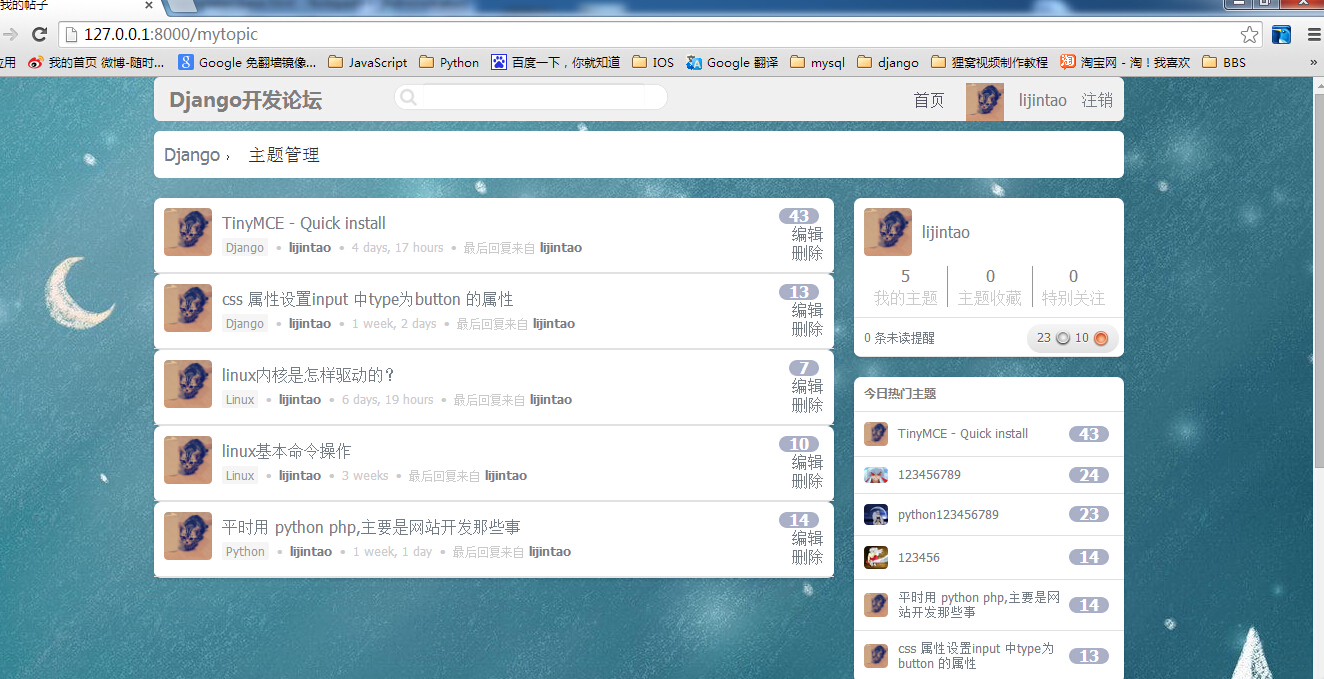 我的帖子
127.0.0.1:8000/mytopic
应用 我的首页 微博-随时... Google 免翻墙镜像... JavaScript Python 百度一下，你就知道 IOS Google 翻译 mysql django 狸窝视频制作教程 淘宝网 - 淘！我喜欢 BBS »
Django开发论坛 首页 lijintao 注销
Django › 主题管理
TinyMCE - Quick install 43
Django • lijintao • 4 days, 17 hours • 最后回复来自 lijintao
编辑
删除
css 属性设置input 中type为button 的属性 13
Django • lijintao • 1 week, 2 days • 最后回复来自 lijintao
编辑
删除
linux内核是怎样驱动的？ 7
Linux • lijintao • 6 days, 19 hours • 最后回复来自 lijintao
编辑
删除
linux基本命令操作 10
Linux • lijintao • 3 weeks • 最后回复来自 lijintao
编辑
删除
平时用 python php,主要是网站开发那些事 14
Python • lijintao • 1 week, 1 day • 最后回复来自 lijintao
编辑
删除
lijintao
5 0 0
我的主题 主题收藏 特别关注
0 条未读提醒 23 10
今日热门主题
TinyMCE - Quick install 43
123456789 24
python123456789 23
123456 14
平时用 python php,主要是网
站开发那些事 14
css 属性设置input 中type为
button 的属性 13